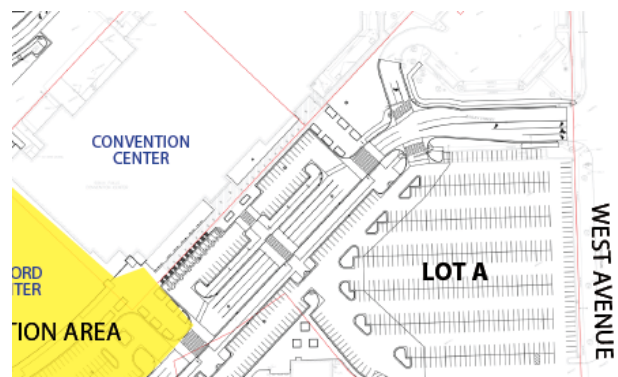 CONVENTION
CENTER
ORD
TER
TION AREA
LOT A
WEST AVENUE